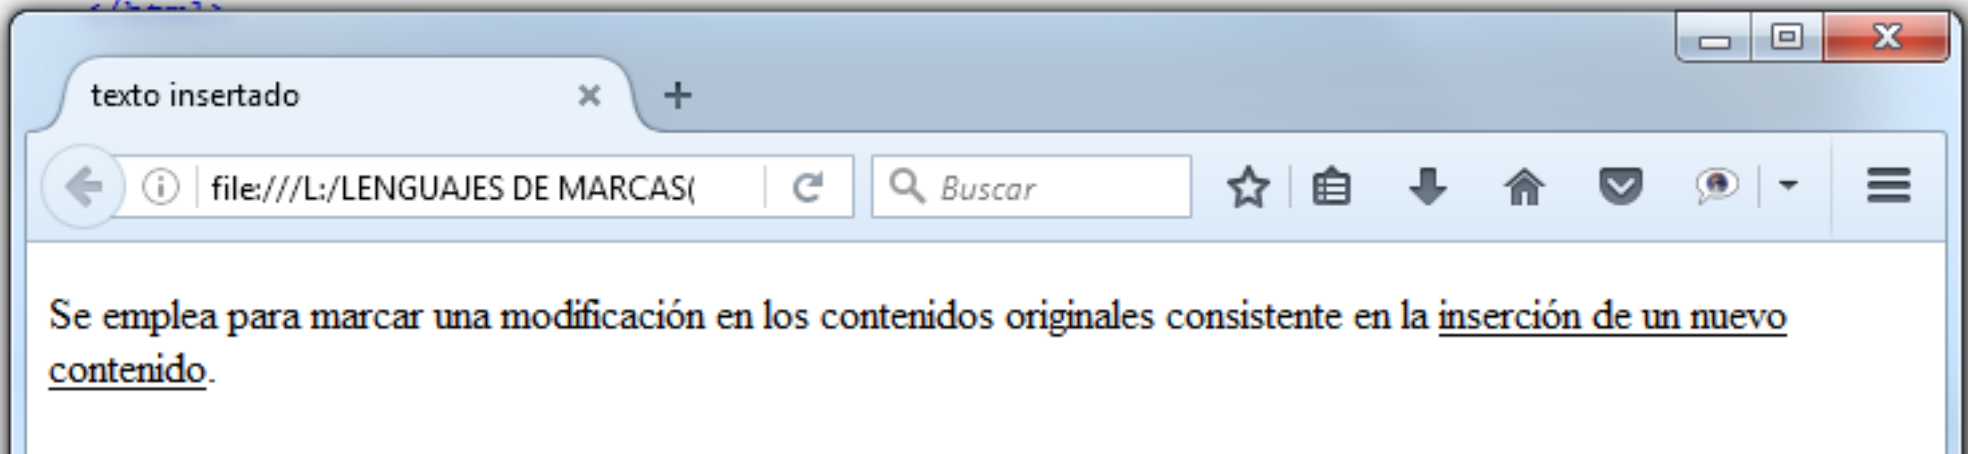 </html>
texto insertado
file:///L:/LENGUAJES DE MARCAS(
Buscar
Se emplea para marcar una modificación en los contenidos originales consistente en la inserción de un nuevo
contenido.